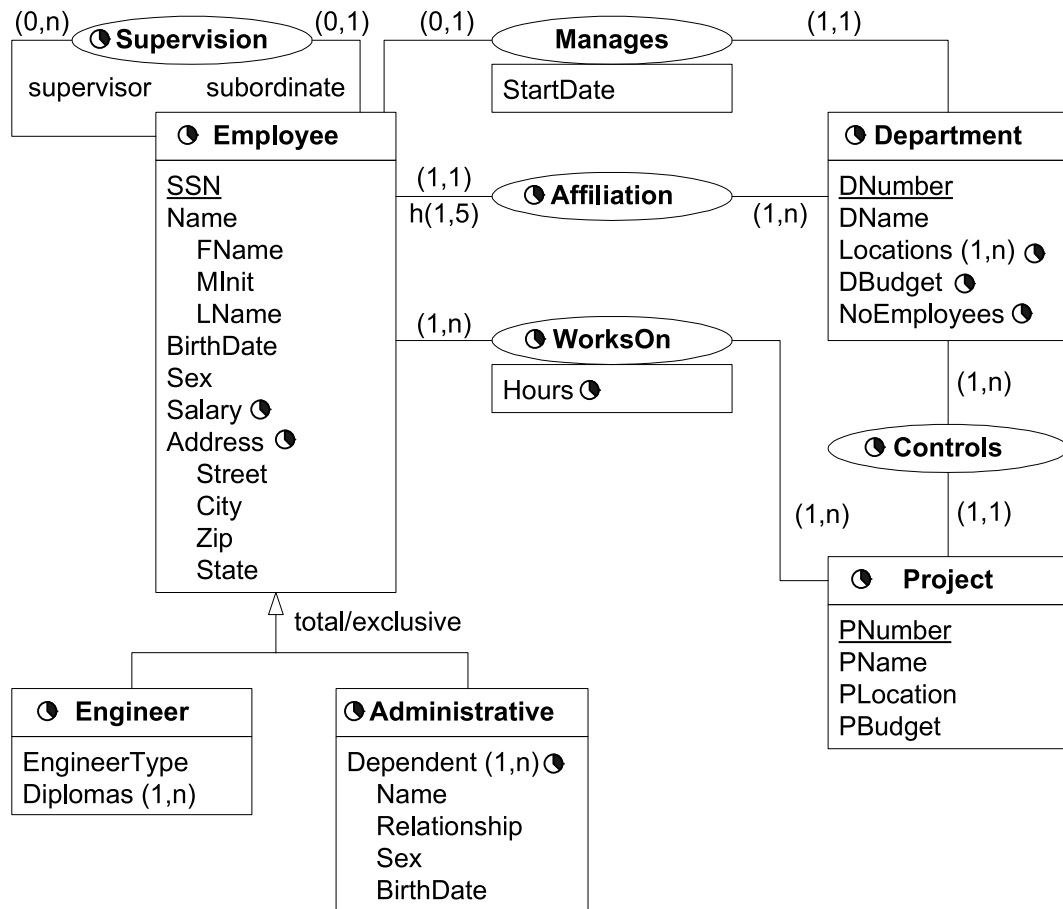 (0,n) Supervision (0,1)
supervisor subordinate
(0,1) Manages (1,1)
StartDate
Employee
SSN
Name
FName
MInit
LName
BirthDate
Sex
Salary
Address
Street
City
Zip
State
(1,1) Affiliation
h(1,5) (1,n)
Department
DNumber
DName
Locations (1,n)
DBudget
NoEmployees
(1,n) WorksOn
Hours
(1,n)
(1,n)
Controls
(1,1)
Project
PNumber
PName
PLocation
PBudget
total/exclusive
Engineer
EngineerType
Diplomas (1,n)
Administrative
Dependent (1,n)
Name
Relationship
Sex
BirthDate